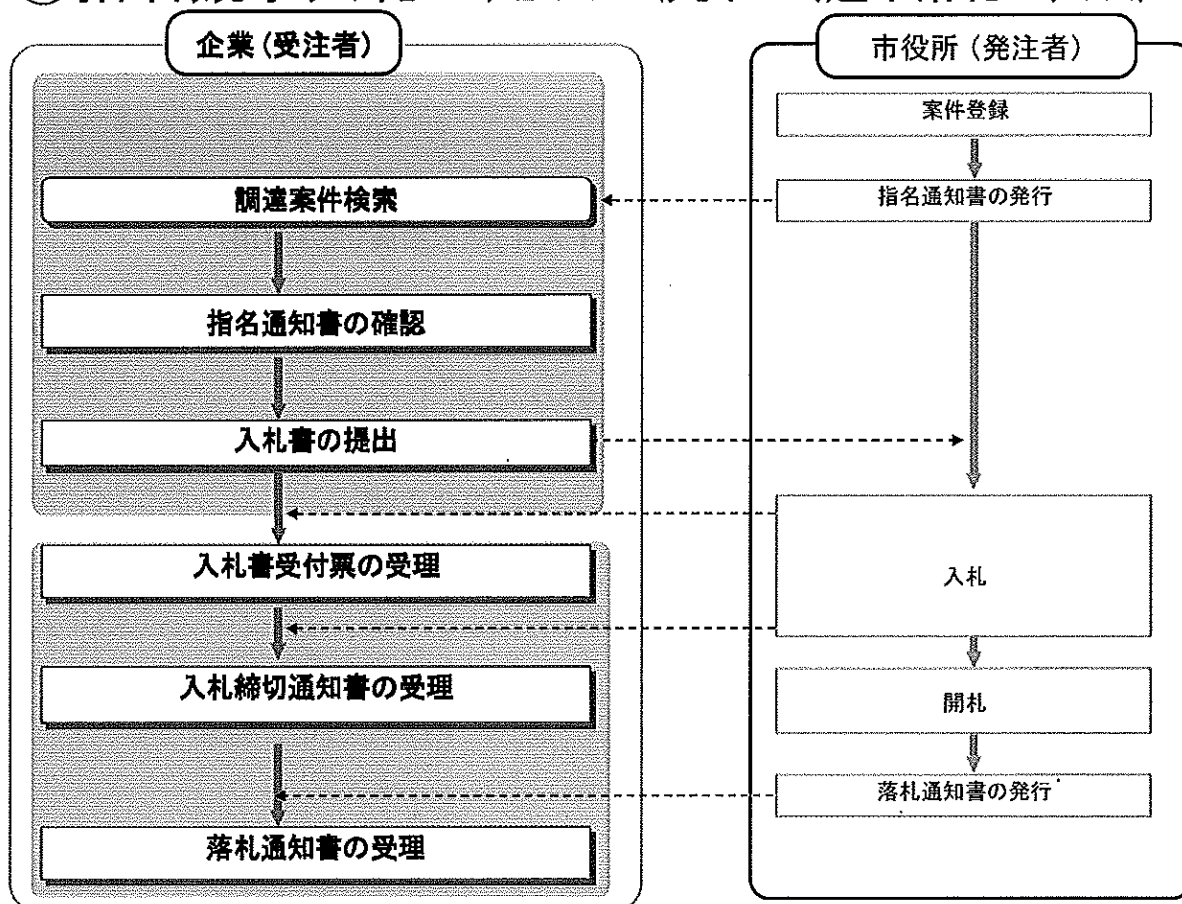 企業(受注者)
調達案件検索
指名通知書の確認
入札書の提出
入札書受付票の受理
入札締切通知書の受理
落札通知書の受理
市役所(発注者)
案件登録
指名通知書の発行
入札
開札
落札通知書の発行